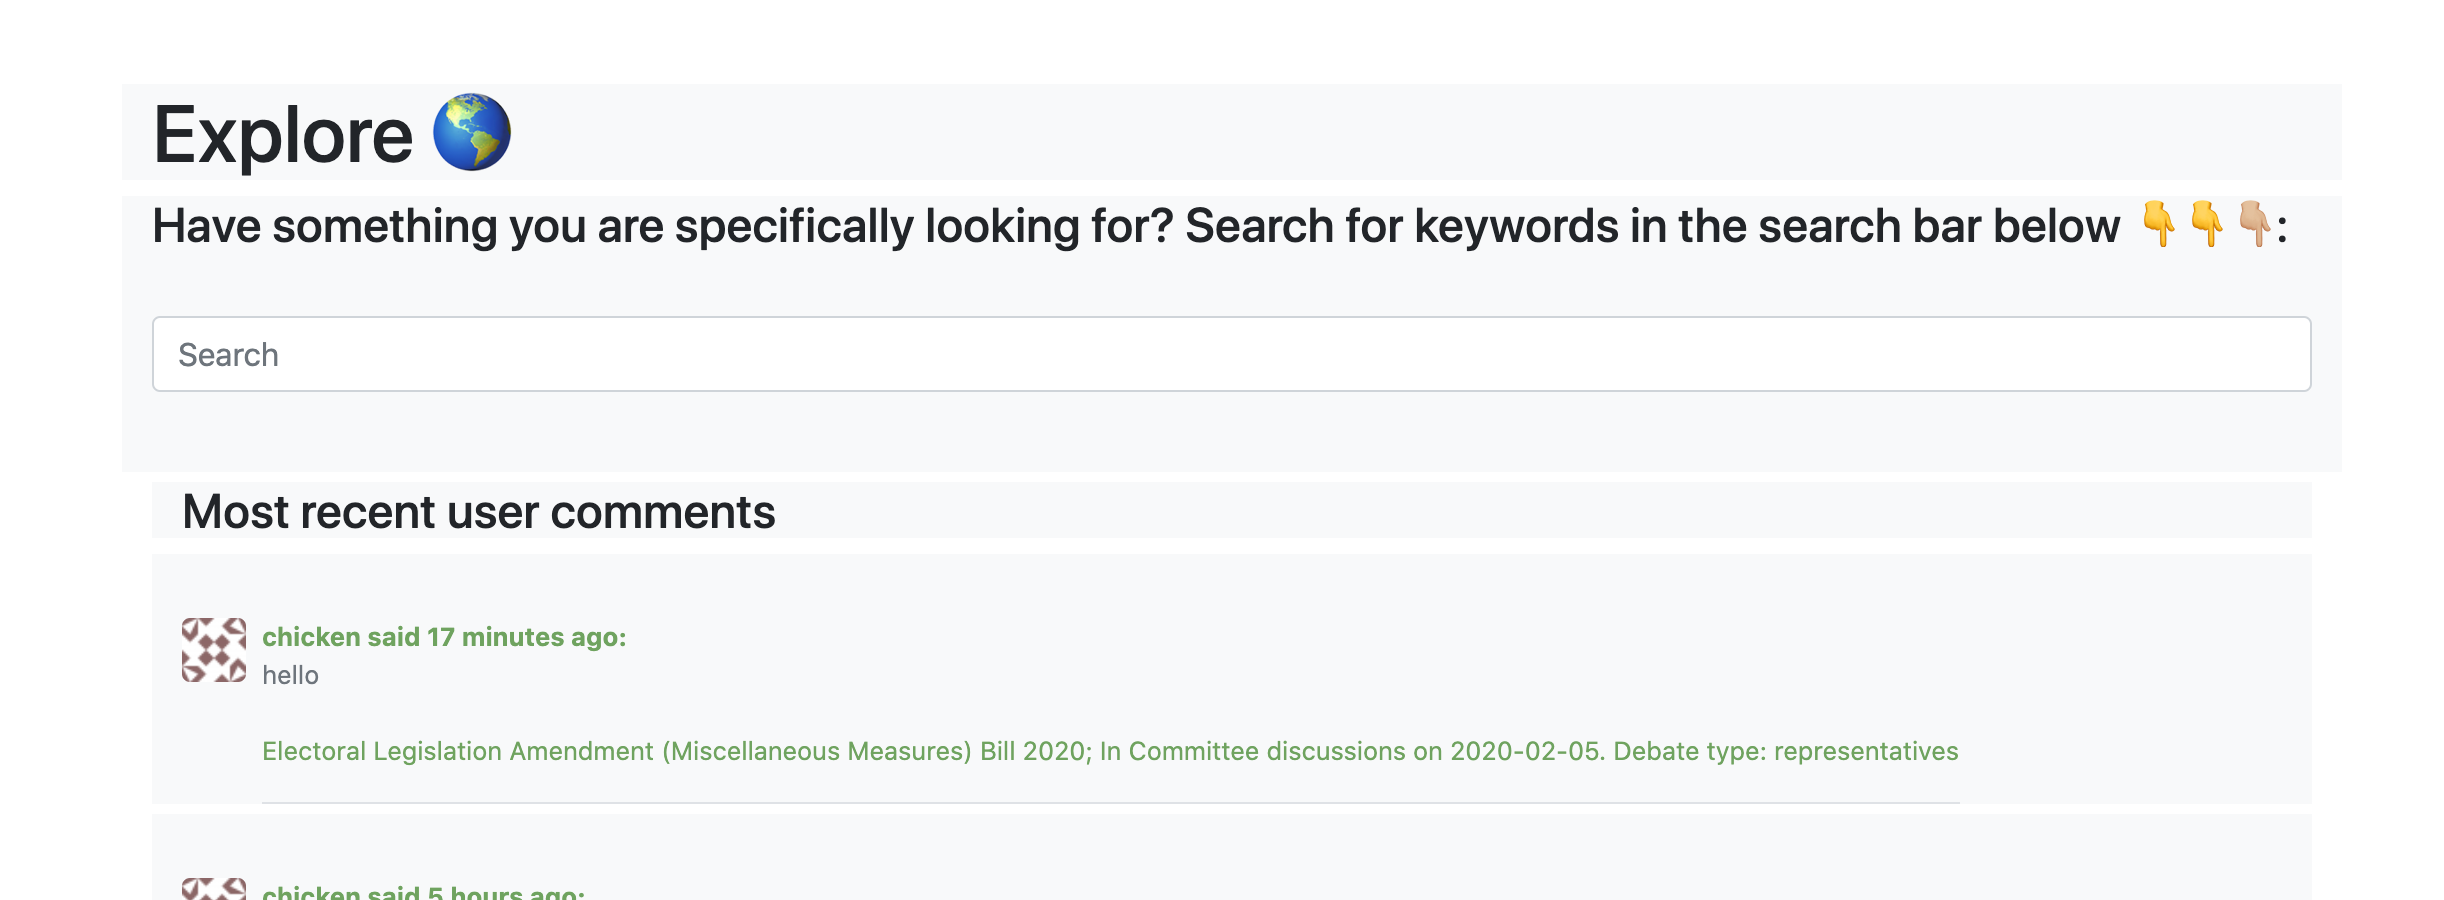 Explore 🌎
Have something you are specifically looking for? Search for keywords in the search bar below 👇👇👇🏼:
Search
Most recent user comments
chicken said 17 minutes ago:
hello
Electoral Legislation Amendment (Miscellaneous Measures) Bill 2020; In Committee discussions on 2020-02-05. Debate type: representatives
chicken said 5 hours ago: